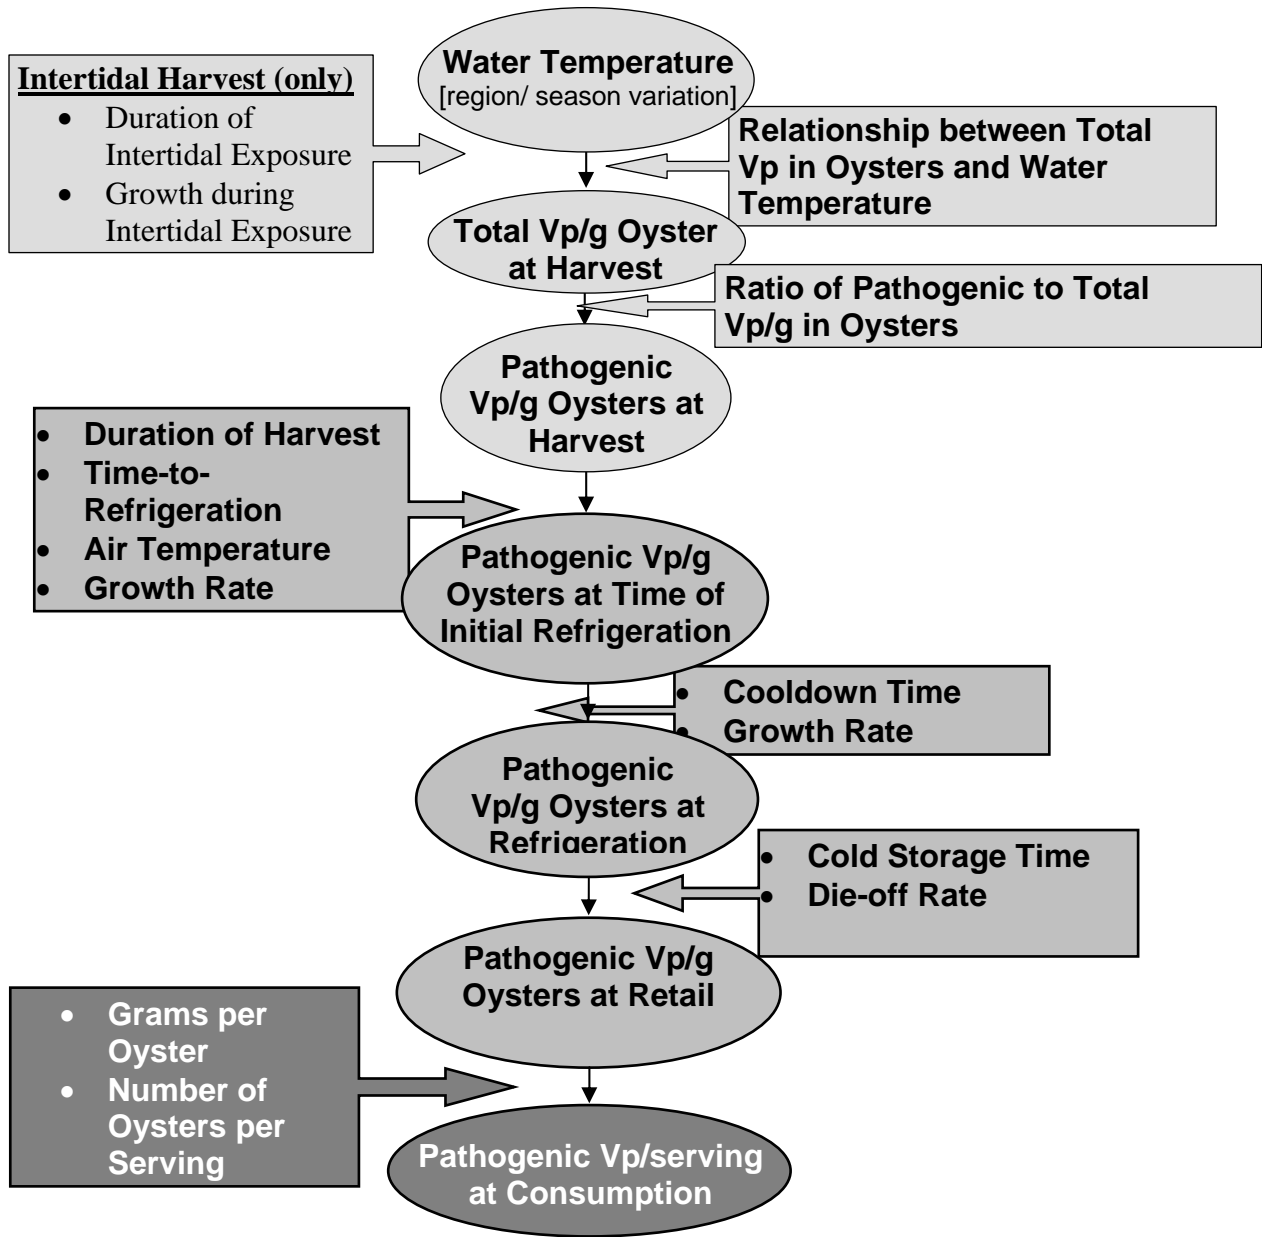 Water Temperature
[region/ season variation]
Intertidal Harvest (only)
• Duration of
Intertidal Exposure
• Growth during
Intertidal Exposure
Relationship between Total
Vp in Oysters and Water
Temperature
Total Vp/g Oyster
at Harvest
Ratio of Pathogenic to Total
Vp/g in Oysters
Pathogenic
Vp/g Oysters at
Harvest
• Duration of Harvest
• Time-to-
Refrigeration
• Air Temperature
• Growth Rate
Pathogenic Vp/g
Oysters at Time of
Initial Refrigeration
• Cooldown Time
• Growth Rate
Pathogenic
Vp/g Oysters at
Refrigeration
• Cold Storage Time
• Die-off Rate
Pathogenic Vp/g
Oysters at Retail
• Grams per
Oyster
• Number of
Oysters per
Serving
Pathogenic Vp/serving
at Consumption